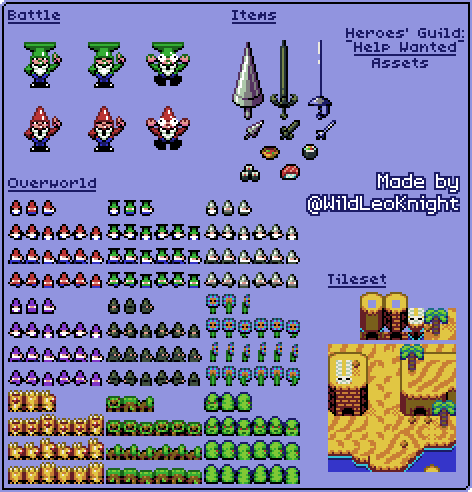 Battle
Items
Heroes' Guild:
"Help Wanted"
Assets
Made by
@WildLeoKnight
Overworld
Tileset